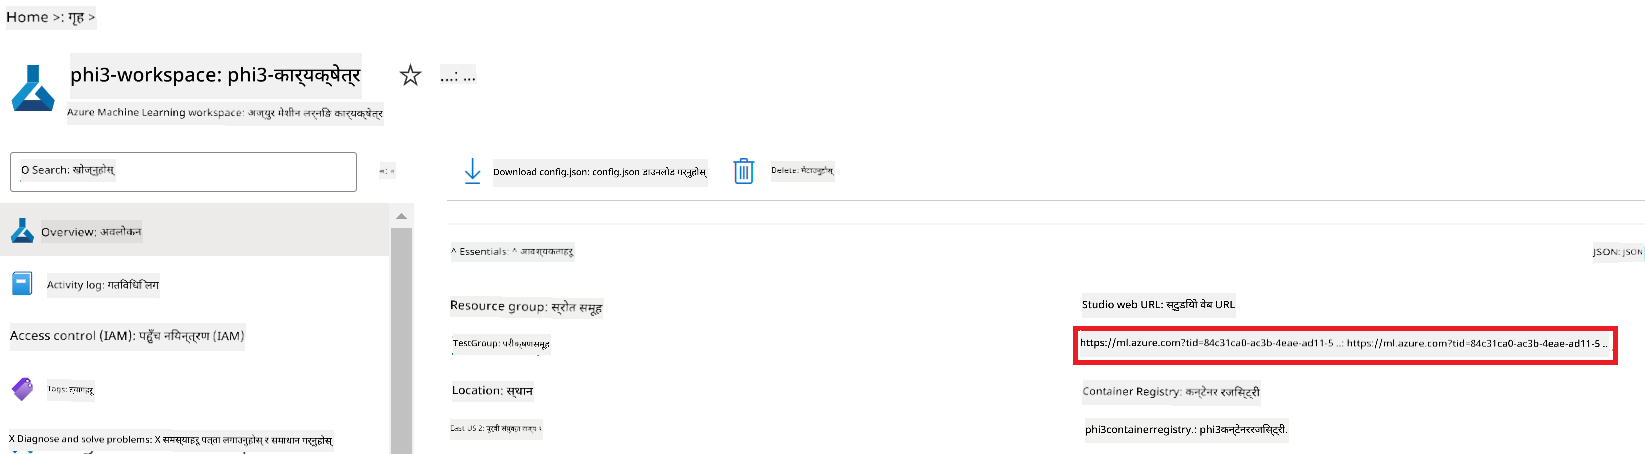 Home >: गृह >
phi3-workspace: phi3-कार्यक्षेत्र
...: ...
Azure Machine Learning workspace: अज्युर मेशीन लर्नङि कार्यक्षेत्र
Search: खोज्नुहोस्
Download config.json: config.json डाउनलोड गर्नुहोस्
Delete: मेटाउनुहोस्
Overview: अवलोकन
^ Essentials: ^ आवश्यकताहरू
JSON: JSON
Activity log: गतविधि लिग
Resource group: स्रोत समूह
Studio web URL: स्टुडियो वेब URL
Access control (IAM): पहुँच नियन्त्रण (IAM)
TestGroup: परीक्षणसमूह
https://ml.azure.com?tid=84c31ca0-ac3b-4eae-ad11-5 ..: https://ml.azure.com?tid=84c31ca0-ac3b-4eae-ad11-5 ..
Tags: ट्यागहरू
Location: स्थान
Container Registry: कन्टेनर रजिस्ट्री
East US 2: पूर्वी संयुक्त राज्य २
phi3containerregistry.: phi3कन्टेनररजिस्ट्री.
X Diagnose and solve problems: X समस्याहरू पत्ता लगाउनुहोस् र समाधान गर्नुहोस्